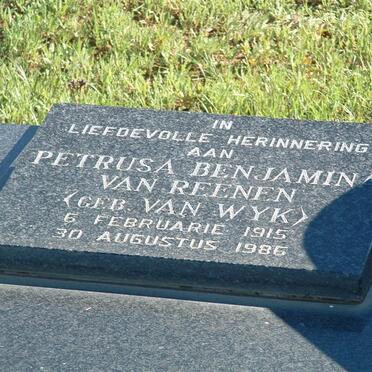 IN
LIEFDEVOLLE HERINNERING
AAN
PETRUSA BENJAMINA
VAN REENEN
<GEB. VAN WYK>
6 FEBRUARIE 1915
30 AUGUSTUS 1986